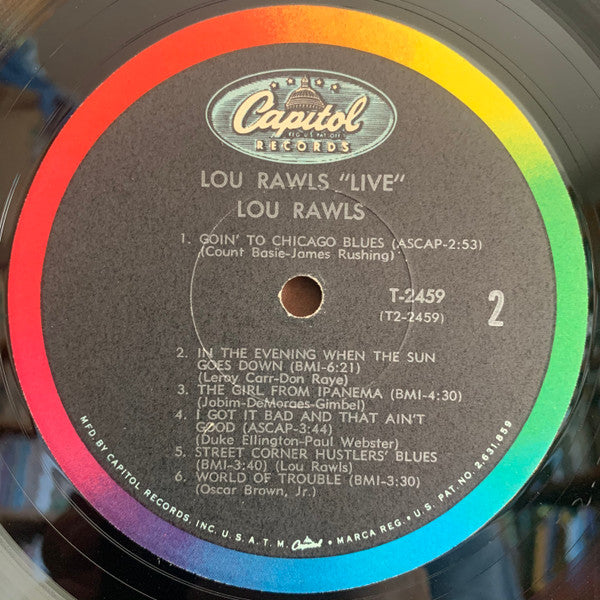 Capitol
REG. U.S. PAT. OFF.
RECORDS
LOU RAWLS "LIVE"
LOU RAWLS
1. GOIN' TO CHICAGO BLUES (ASCAP-2:53)
(Count Basie-James Rushing)
T-2459
(T2-2459)
2
2. IN THE EVENING WHEN THE SUN
GOES DOWN (BMI-6:21)
(Leroy Carr-Don Raye)
3. THE GIRL FROM IPANEMA (BMI-4:30)
(Jobim-DeMoraes-Gimbel)
4. I GOT IT BAD AND THAT AIN'T
GOOD (ASCAP-3:44)
(Duke Ellington-Paul Webster)
5. STREET CORNER HUSTLERS' BLUES
(BMI-3:40) (Lou Rawls)
6. WORLD OF TROUBLE (BMI-3:30)
(Oscar Brown, Jr.)
MFD. BY CAPITOL RECORDS, INC. U.S.A. T.M. Capitol • MARCA REG. • U.S. PAT. NO. 2,631,859